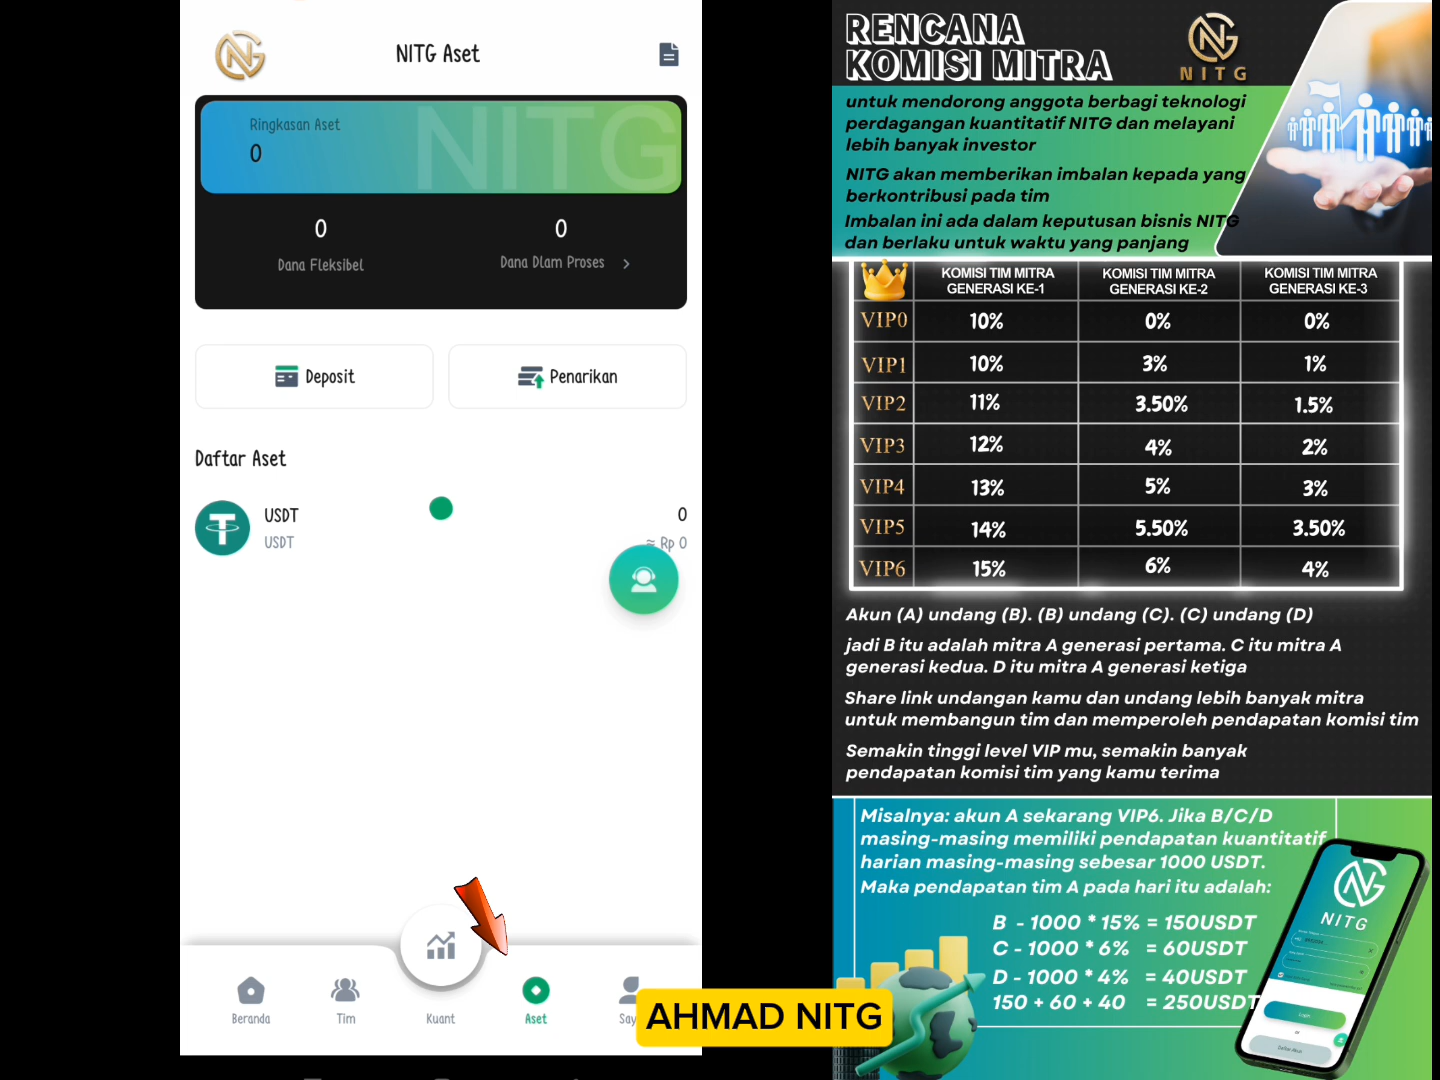 NITG Aset
Ringkasan Aset
NITG
0
0
0
Dana Fleksibel
Dana Dlam Proses
Deposit
Penarikan
Daftar Aset
USDT
0
USDT
≈ Rp 0
Beranda
Tim
Kuant
Aset
AHMAD NITG
RENCANA
KOMISI MITRA
NITG
untuk mendorong anggota berbagi teknologi
perdagangan kuantitatif NITG dan melayani
lebih banyak investor
NITG akan memberikan imbalan kepada yang
berkontribusi pada tim
Imbalan ini ada dalam keputusan bisnis NITG
dan berlaku untuk waktu yang panjang
KOMISI TIM MITRA GENERASI KE-1
KOMISI TIM MITRA GENERASI KE-2
KOMISI TIM MITRA GENERASI KE-3
VIP0 10% 0% 0%
VIP1 10% 3% 1%
VIP2 11% 3.50% 1.5%
VIP3 12% 4% 2%
VIP4 13% 5% 3%
VIP5 14% 5.50% 3.50%
VIP6 15% 6% 4%
Akun (A) undang (B). (B) undang (C). (C) undang (D)
jadi B itu adalah mitra A generasi pertama. C itu mitra A
generasi kedua. D itu mitra A generasi ketiga
Share link undangan kamu dan undang lebih banyak mitra
untuk membangun tim dan memperoleh pendapatan komisi tim
Semakin tinggi level VIP mu, semakin banyak
pendapatan komisi tim yang kamu terima
Misalnya: akun A sekarang VIP6. Jika B/C/D
masing-masing memiliki pendapatan kuantitatif
harian masing-masing sebesar 1000 USDT.
Maka pendapatan tim A pada hari itu adalah:
B - 1000 * 15% = 150USDT
C - 1000 * 6% = 60USDT
D - 1000 * 4% = 40USDT
150 + 60 + 40 = 250USDT
NITG
Login
Daftar Akun